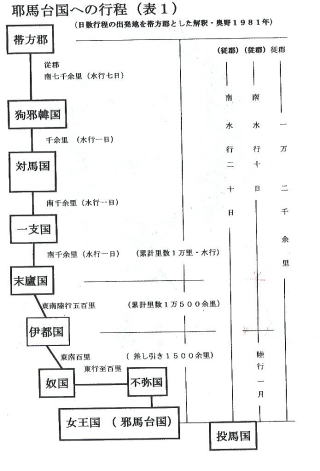 耶馬台国への行程（表１）
（日数行程の出発地を帯方郡とした解釈・奥野１９８１年）
帯方郡
従郡
南七千余里（水行七日）
狗邪韓国
千余里（水行一日）
対馬国
南千余里（水行一日）
一支国
南千余里（水行一日）
（累計里数１万里・水行）
末廬国
東南陸行五百里
（累計里数１万５００余里）
伊都国
東南百里
（差し引き１５００余里）
東行至百里
奴国
不弥国
女王国（邪馬台国）
投馬国
（従郡）
南水行二十日
（従郡）
南水行十日
陸行一月
従郡
一万二千余里